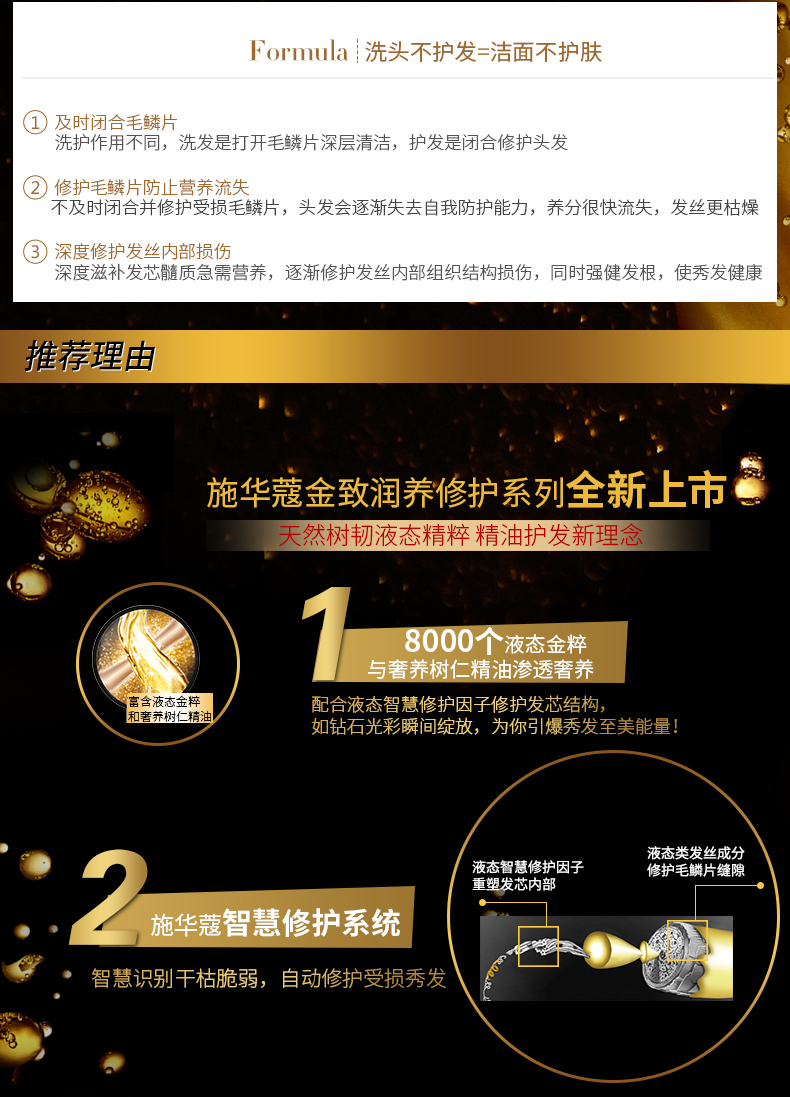 Formula 洗头不护发=洁面不护肤
① 及时闭合毛鳞片
洗护作用不同，洗发是打开毛鳞片深层清洁，护发是闭合修护头发
② 修护毛鳞片防止营养流失
不及时闭合并修护受损毛鳞片，头发会逐渐失去自我防护能力，养分很快流失，发丝更枯燥
③ 深度修护发丝内部损伤
深度滋补发芯髓质急需营养，逐渐修护发丝内部组织结构损伤，同时强健发根，使秀发健康
推荐理由
施华蔻金致润养修护系列全新上市
天然树韧液态精粹 精油护发新理念
1
8000个液态金粹
与奢养树仁精油渗透奢养
富含液态金粹
和奢养树仁精油
配合液态智慧修护因子修护发芯结构，
如钻石光彩瞬间绽放，为你引爆秀发至美能量！
2
施华蔻智慧修护系统
智慧识别干枯脆弱，自动修护受损秀发
液态智慧修护因子
重塑发芯内部
液态类发丝成分
修护毛鳞片缝隙